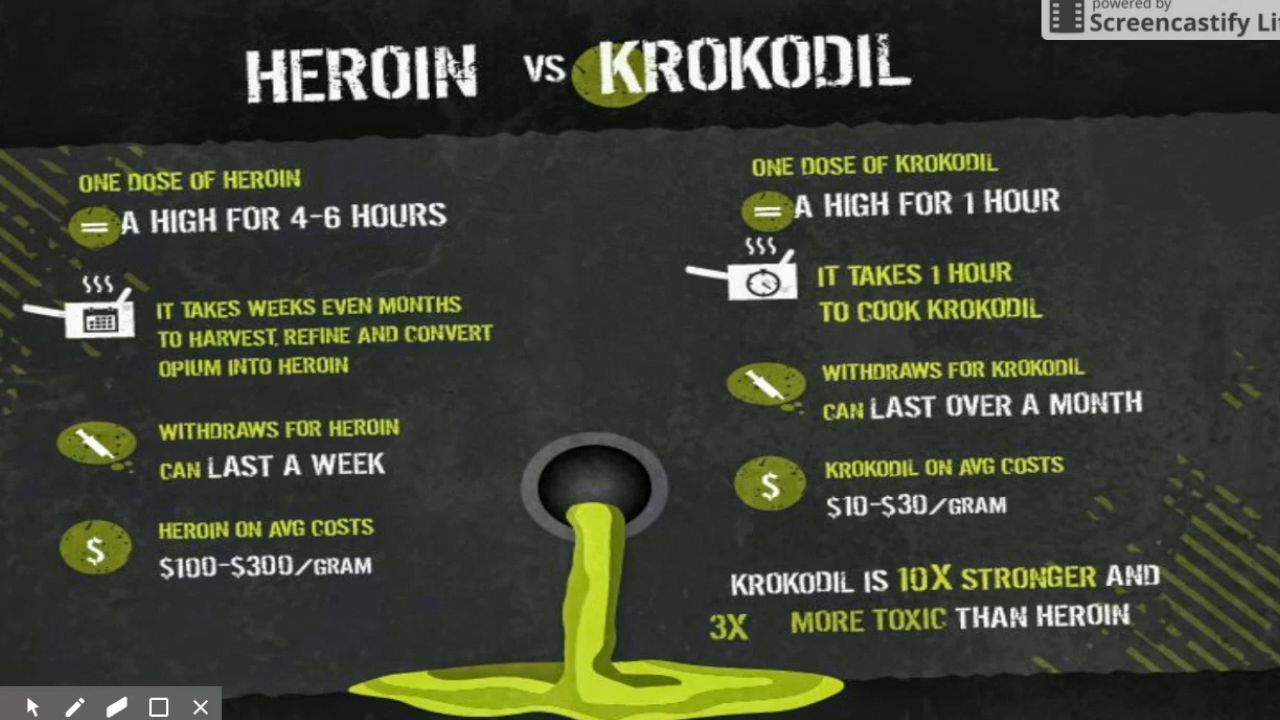 powered by
Screencastify Li
HEROIN VS KROKODIL
ONE DOSE OF HEROIN
= A HIGH FOR 4-6 HOURS
IT TAKES WEEKS EVEN MONTHS
TO HARVEST, REFINE AND CONVERT
OPIUM INTO HEROIN
WITHDRAWS FOR HEROIN
CAN LAST A WEEK
HEROIN ON AVG COSTS
$
$100-$300/GRAM
ONE DOSE OF KROKODIL
= A HIGH FOR 1 HOUR
IT TAKES 1 HOUR
TO COOK KROKODIL
WITHDRAWS FOR KROKODIL
CAN LAST OVER A MONTH
KROKODIL ON AVG COSTS
$
$10-$30/GRAM
KROKODIL IS 10X STRONGER AND
3X MORE TOXIC THAN HEROIN